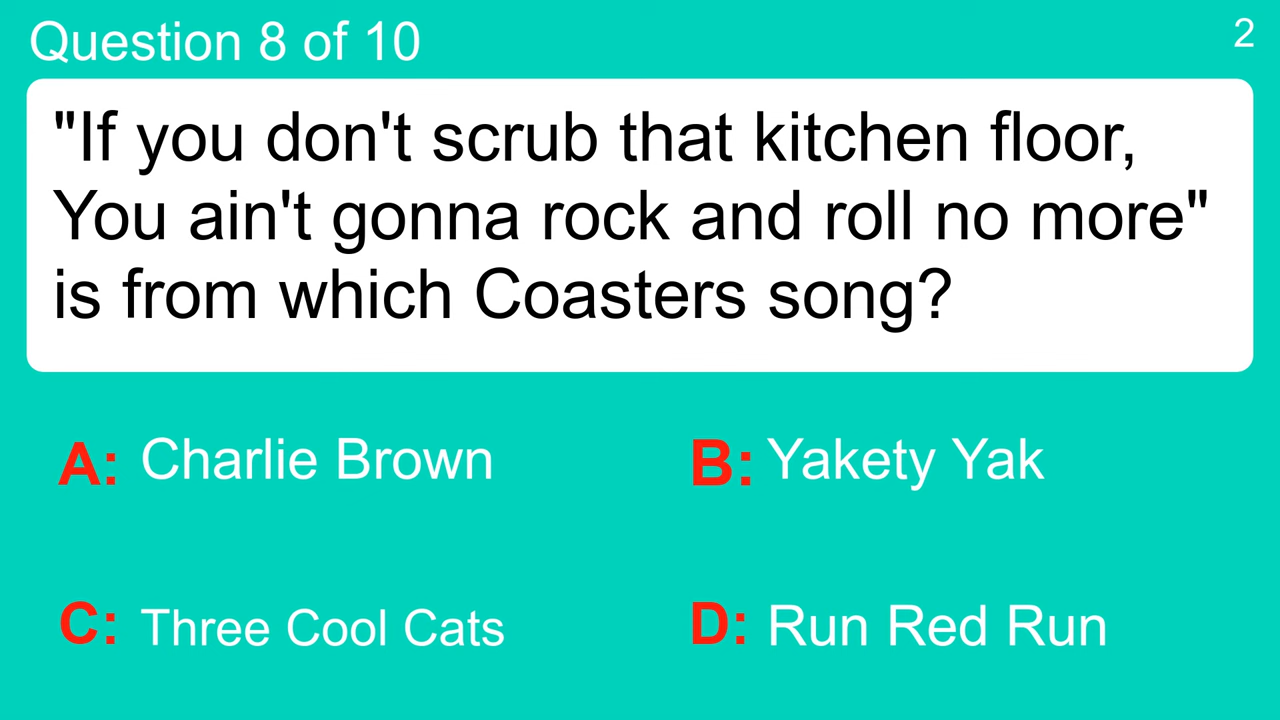 Question 8 of 10
2
"If you don't scrub that kitchen floor,
You ain't gonna rock and roll no more"
is from which Coasters song?
A: Charlie Brown
B: Yakety Yak
C: Three Cool Cats
D: Run Red Run